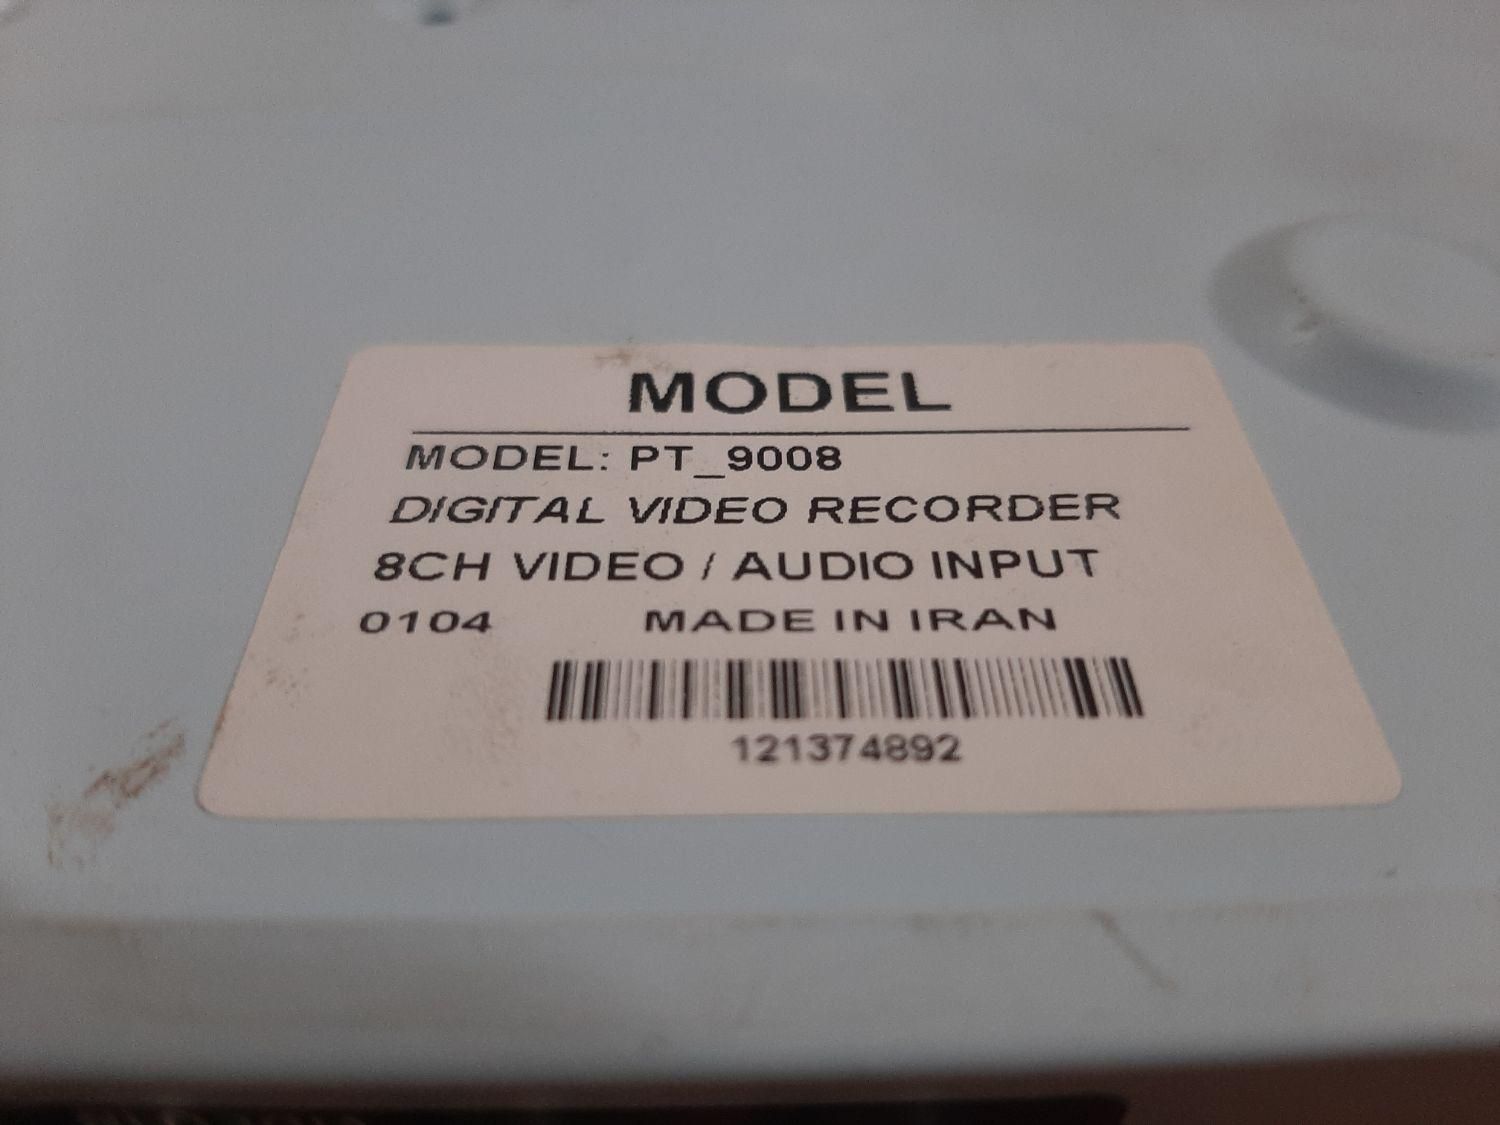 MODEL
MODEL: PT_9008
DIGITAL VIDEO RECORDER
8CH VIDEO / AUDIO INPUT
0104 MADE IN IRAN
121374892